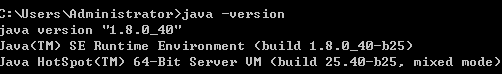 C:\Users\Administrator>java -version
java version "1.8.0_40"
Java(TM) SE Runtime Environment (build 1.8.0_40-b25)
Java HotSpot(TM) 64-Bit Server VM (build 25.40-b25, mixed mode)